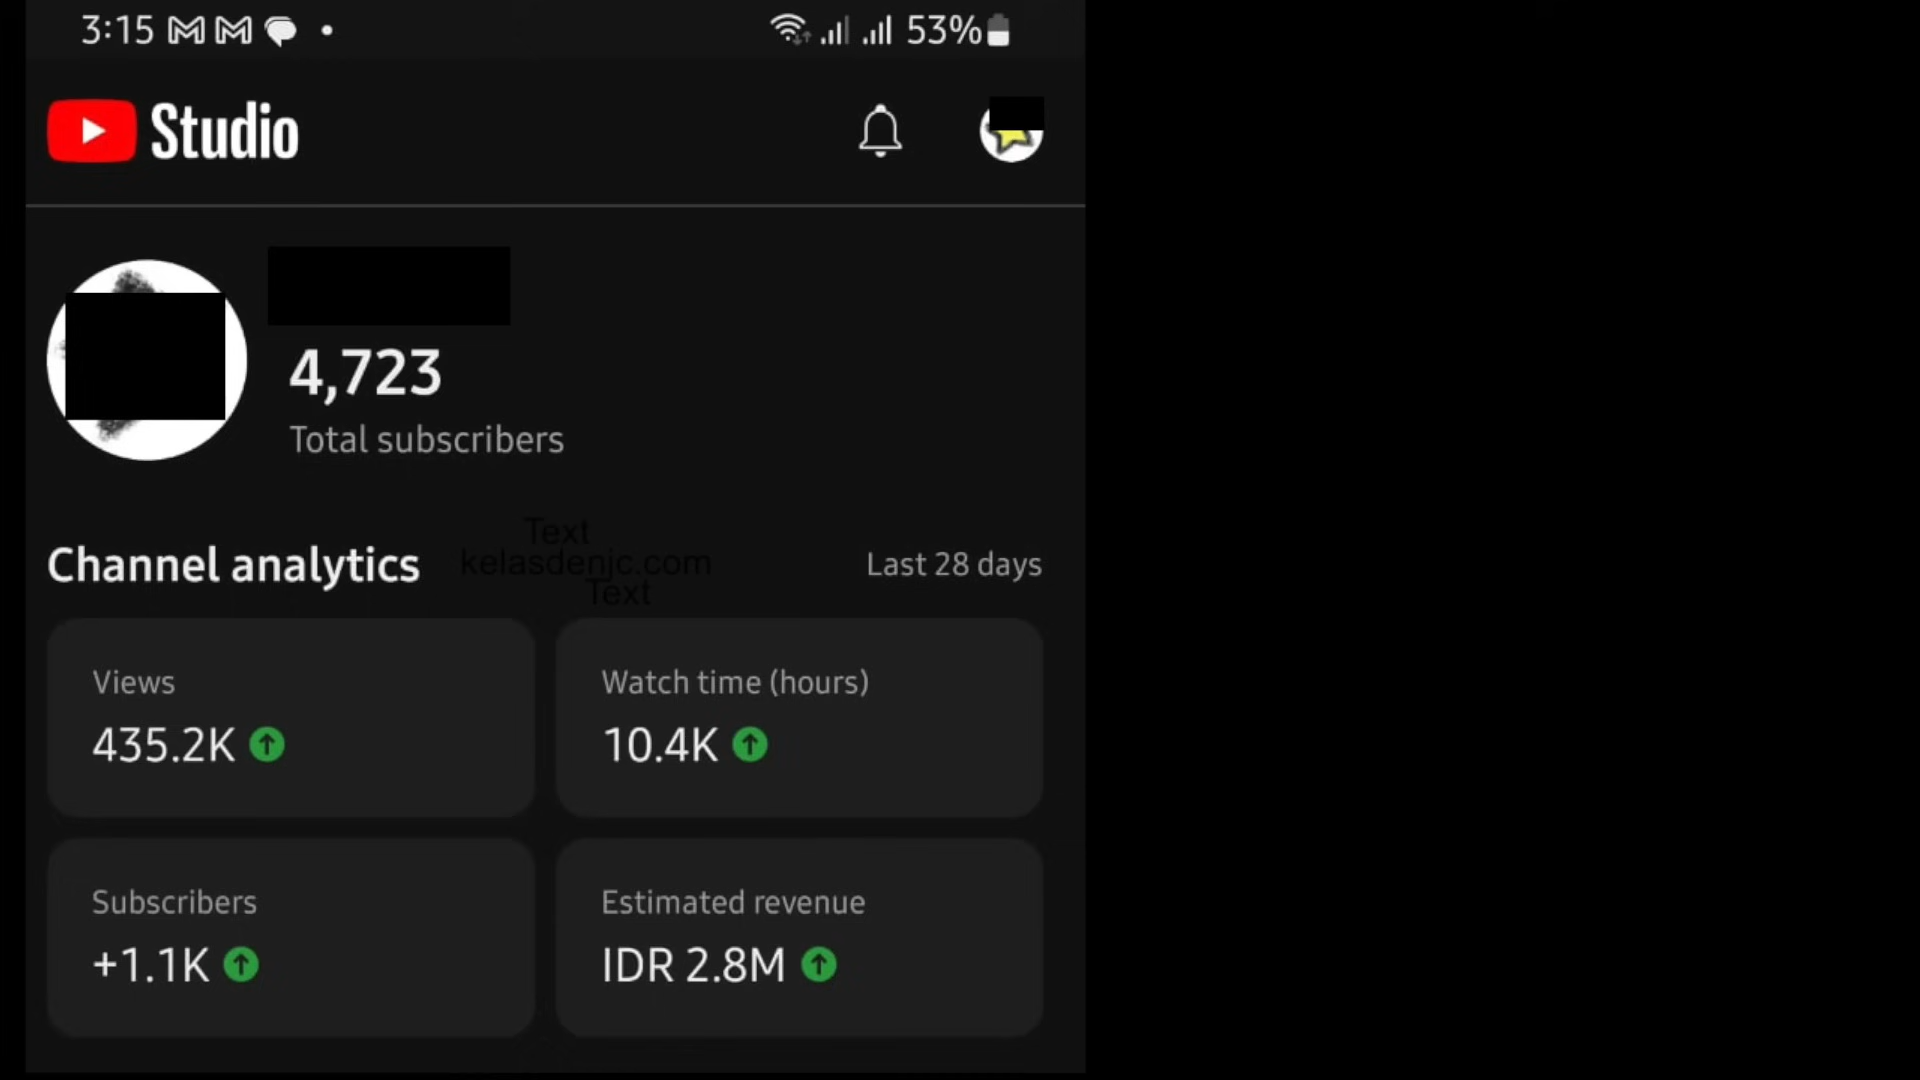 3:15
53%
Studio
4,723
Total subscribers
Text
kelasdenjc.com
Text
Channel analytics
Last 28 days
Views
435.2K
Watch time (hours)
10.4K
Subscribers
+1.1K
Estimated revenue
IDR 2.8M